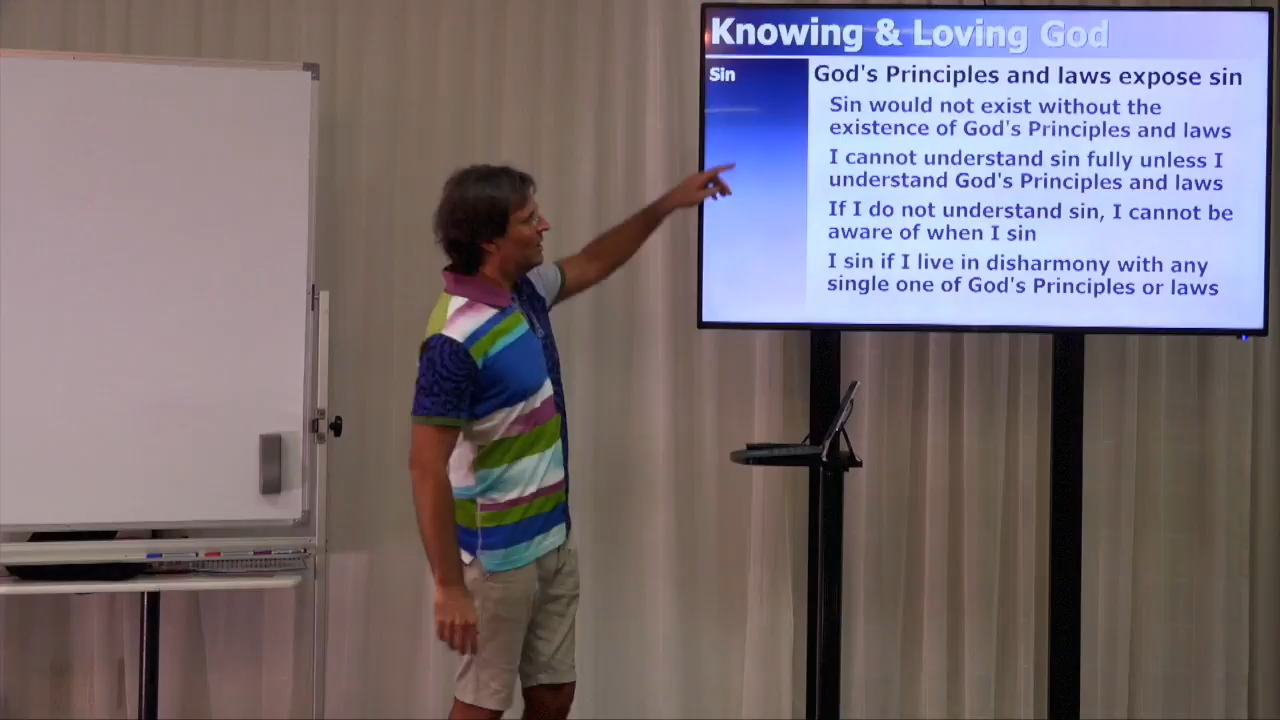 Knowing & Loving God
Sin
God's Principles and laws expose sin
Sin would not exist without the
existence of God's Principles and laws
I cannot understand sin fully unless I
understand God's Principles and laws
If I do not understand sin, I cannot be
aware of when I sin
I sin if I live in disharmony with any
single one of God's Principles or laws